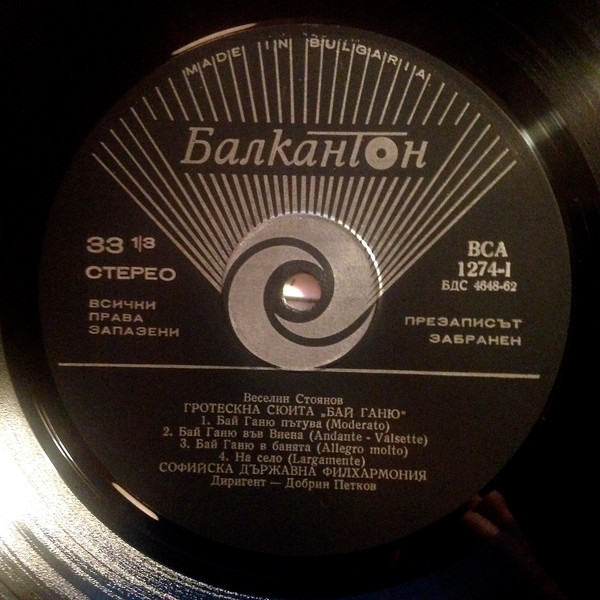 MADE IN BULGARIA
Балкантон
33 1/3
СТЕРЕО
ВСИЧКИ
ПРАВА
ЗАПАЗЕНИ
ВСА
1274-I
БДС 4648-62
ПРЕЗАПИСЪТ
ЗАБРАНЕН
Веселин Стоянов
ГРОТЕСКНА СЮИТА „БАЙ ГАНЮ"
1. Бай Ганю пътува (Moderato)
2. Бай Ганю във Виена (Andante - Valsette)
3. Бай Ганю в банята (Allegro molto)
4. На село (Largamente)
СОФИЙСКА ДЪРЖАВНА ФИЛХАРМОНИЯ
Диригент — Добрин Петков